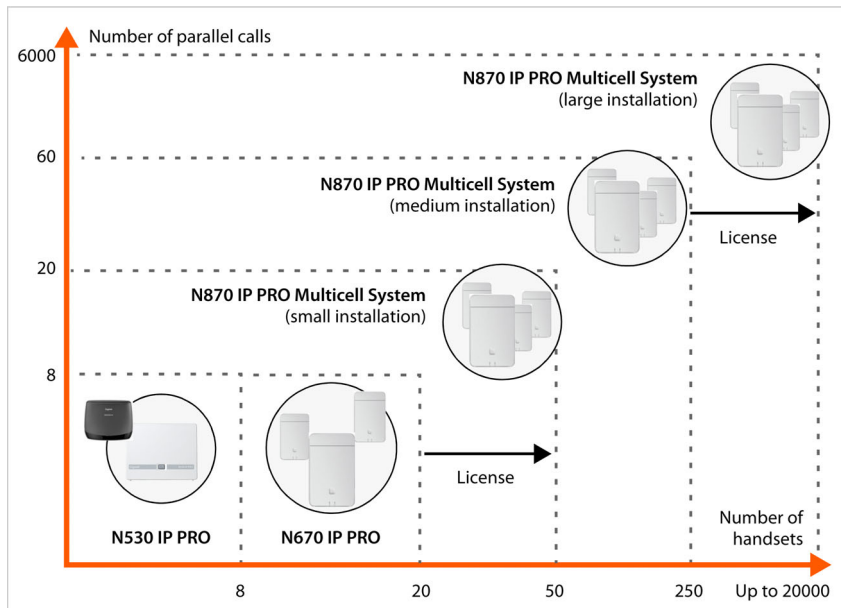 Number of parallel calls
6000
N870 IP PRO Multicell System
(large installation)
60
N870 IP PRO Multicell System
(medium installation)
License
20
N870 IP PRO Multicell System
(small installation)
8
License
N530 IP PRO
N670 IP PRO
Number of
handsets
8
20
50
250
Up to 20000